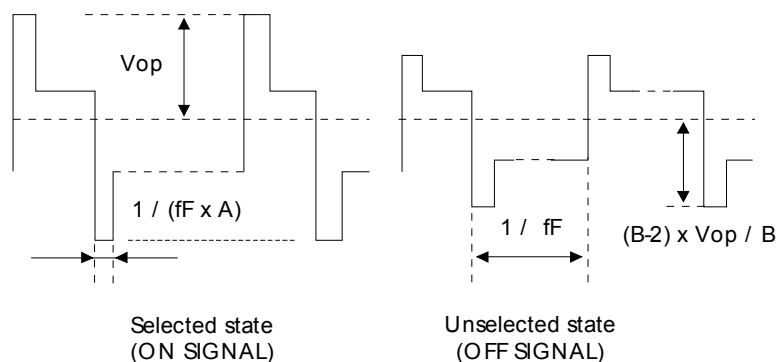 Vop
1 / (fF x A)
Selected state
(ON SIGNAL)
1 / fF
(B-2) x Vop / B
Unselected state
(OFF SIGNAL)